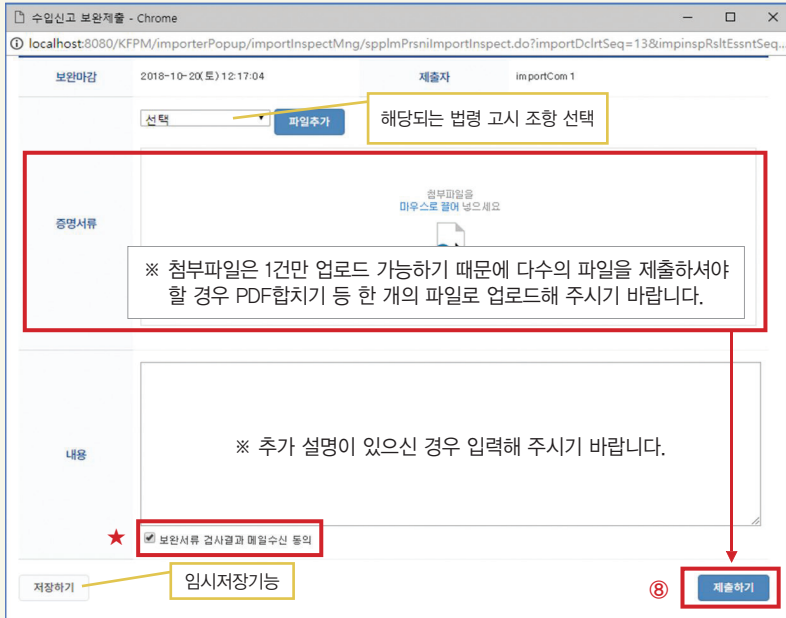 수입신고 보완제출 - Chrome
localhost:8080/KFPM/importerPopup/importInspectMng/spplmPrsniImportInspect.do?importDclrtSeq=13&impinspRsltEssntSeq...
보완마감 2018-10-20(토) 12:17:04 제출자 importCom 1
선택 파일추가 해당되는 법령 고시 조항 선택
첨부파일을
마우스로 끌어 넣으세요
증명서류
※ 첨부파일은 1건만 업로드 가능하기 때문에 다수의 파일을 제출하셔야
할 경우 PDF합치기 등 한 개의 파일로 업로드해 주시기 바랍니다.
내용 ※ 추가 설명이 있으신 경우 입력해 주시기 바랍니다.
★ 보완서류 검사결과 메일수신 동의
저장하기 임시저장기능 ⑧ 제출하기